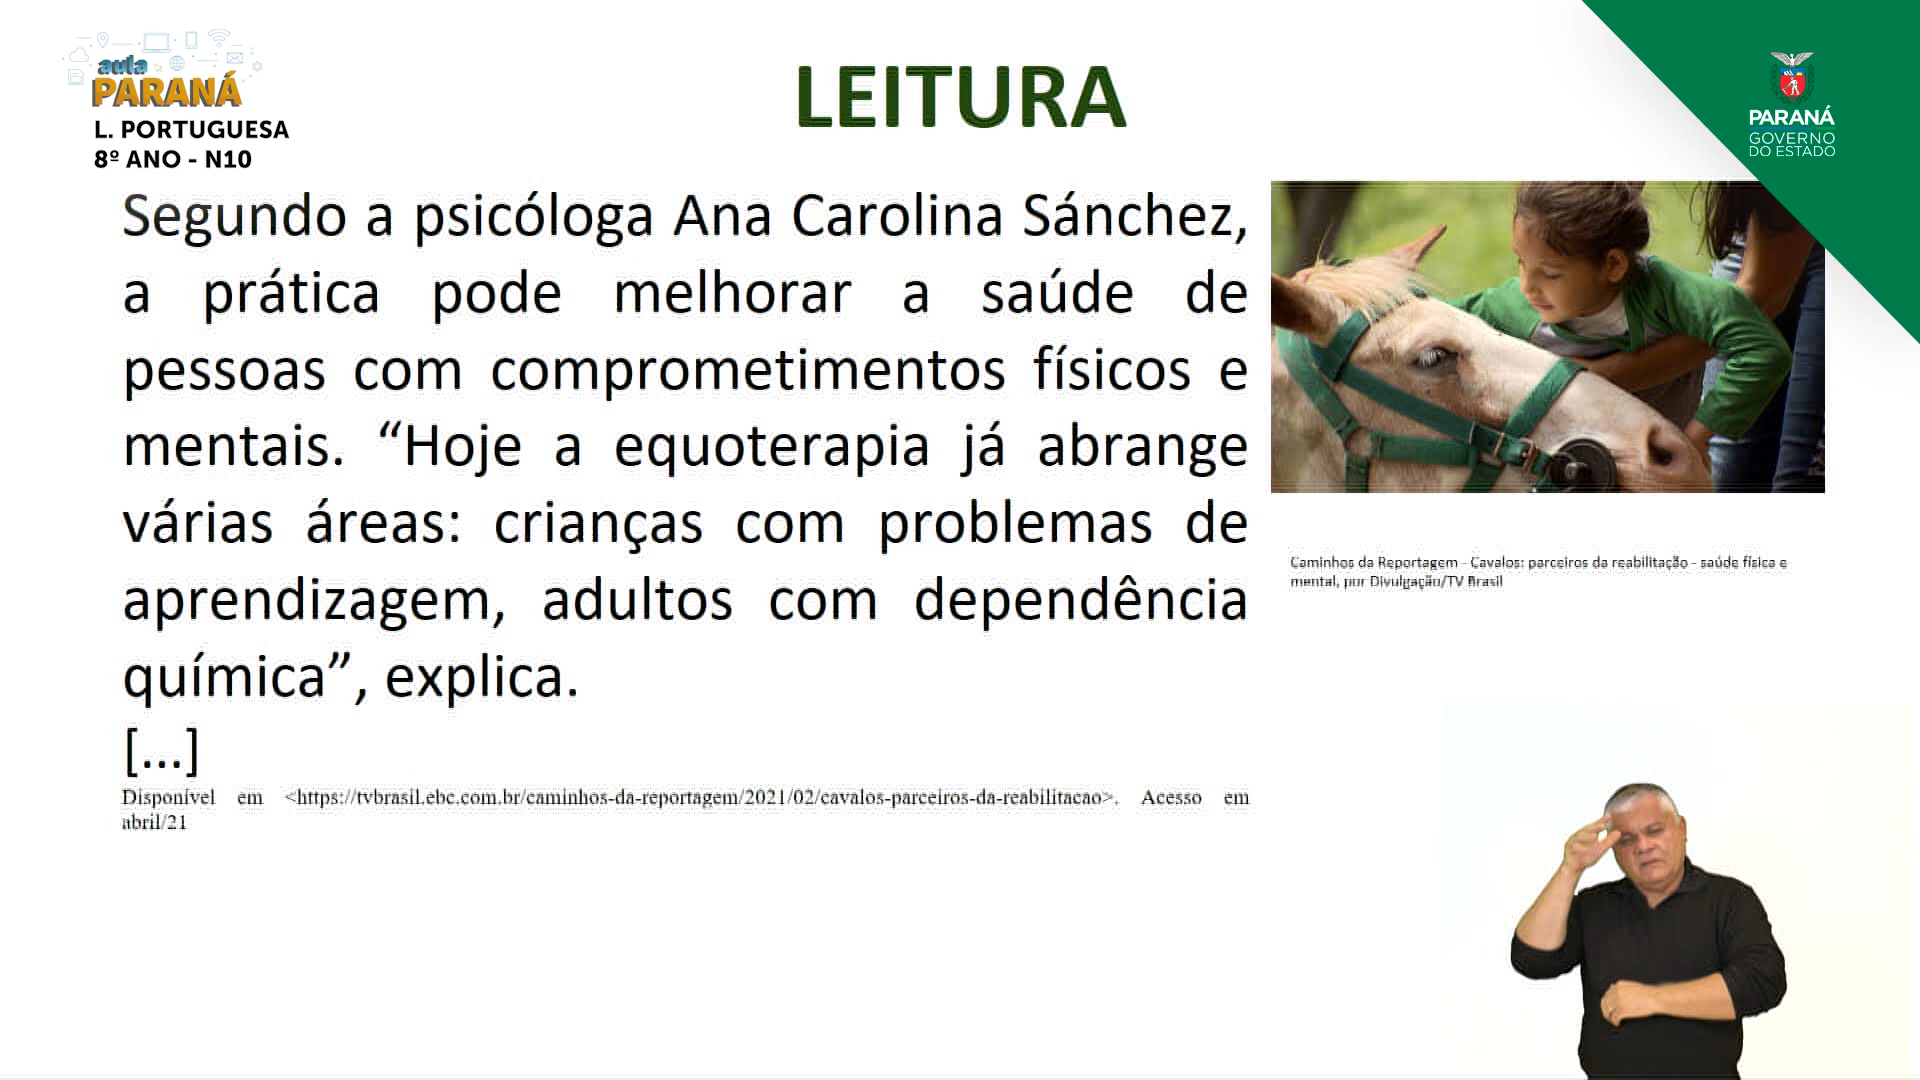 aula
PARANÁ
L. PORTUGUESA
8º ANO - N10
LEITURA
PARANÁ
GOVERNO
DO ESTADO
Segundo a psicóloga Ana Carolina Sánchez,
a prática pode melhorar a saúde de
pessoas com comprometimentos físicos e
mentais. “Hoje a equoterapia já abrange
várias áreas: crianças com problemas de
aprendizagem, adultos com dependência
química”, explica.
[...]
Disponível em <https://tvbrasil.ebc.com.br/caminhos-da-reportagem/2021/02/cavalos-parceiros-da-reabilitacao>. Acesso em
abril/21
Caminhos da Reportagem - Cavalos: parceiros da reabilitação - saúde física e
mental, por Divulgação/TV Brasil